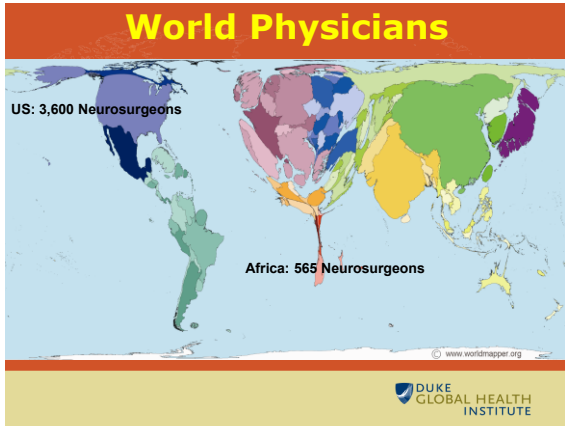 World Physicians
US: 3,600 Neurosurgeons
Africa: 565 Neurosurgeons
© www.worldmapper.org
DUKE
GLOBAL HEALTH
INSTITUTE